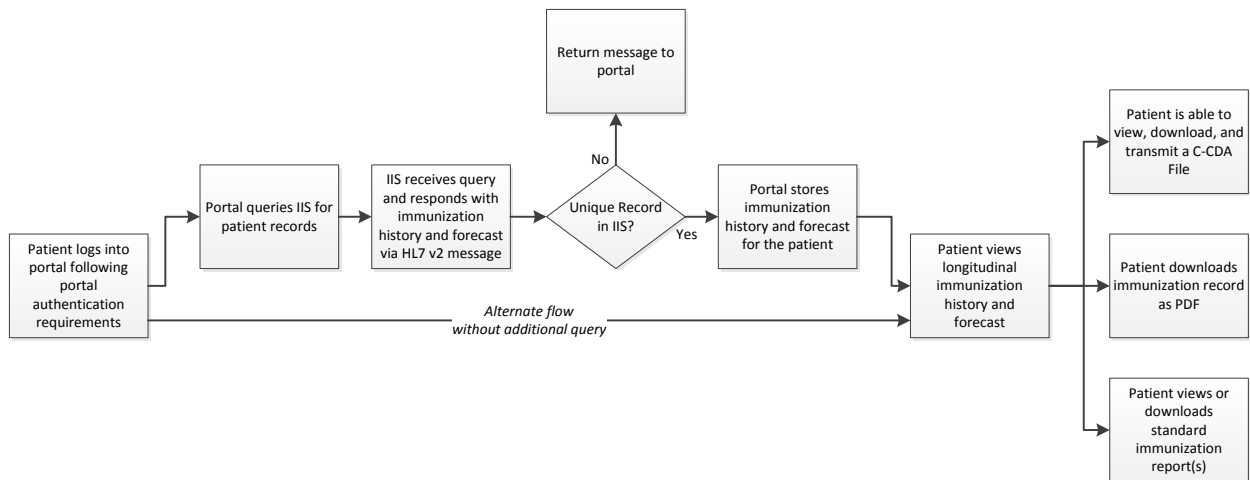 Return message to
portal
Patient is able to
view, download, and
transmit a C-CDA
File
No
Portal queries IIS for
patient records
IIS receives query
and responds with
immunization
history and forecast
via HL7 v2 message
Unique Record
in IIS?
Yes
Portal stores
immunization
history and forecast
for the patient
Patient logs into
portal following
portal
authentication
requirements
Alternate flow
without additional query
Patient views
longitudinal
immunization
history and
forecast
Patient downloads
immunization record
as PDF
Patient views or
downloads
standard
immunization
report(s)